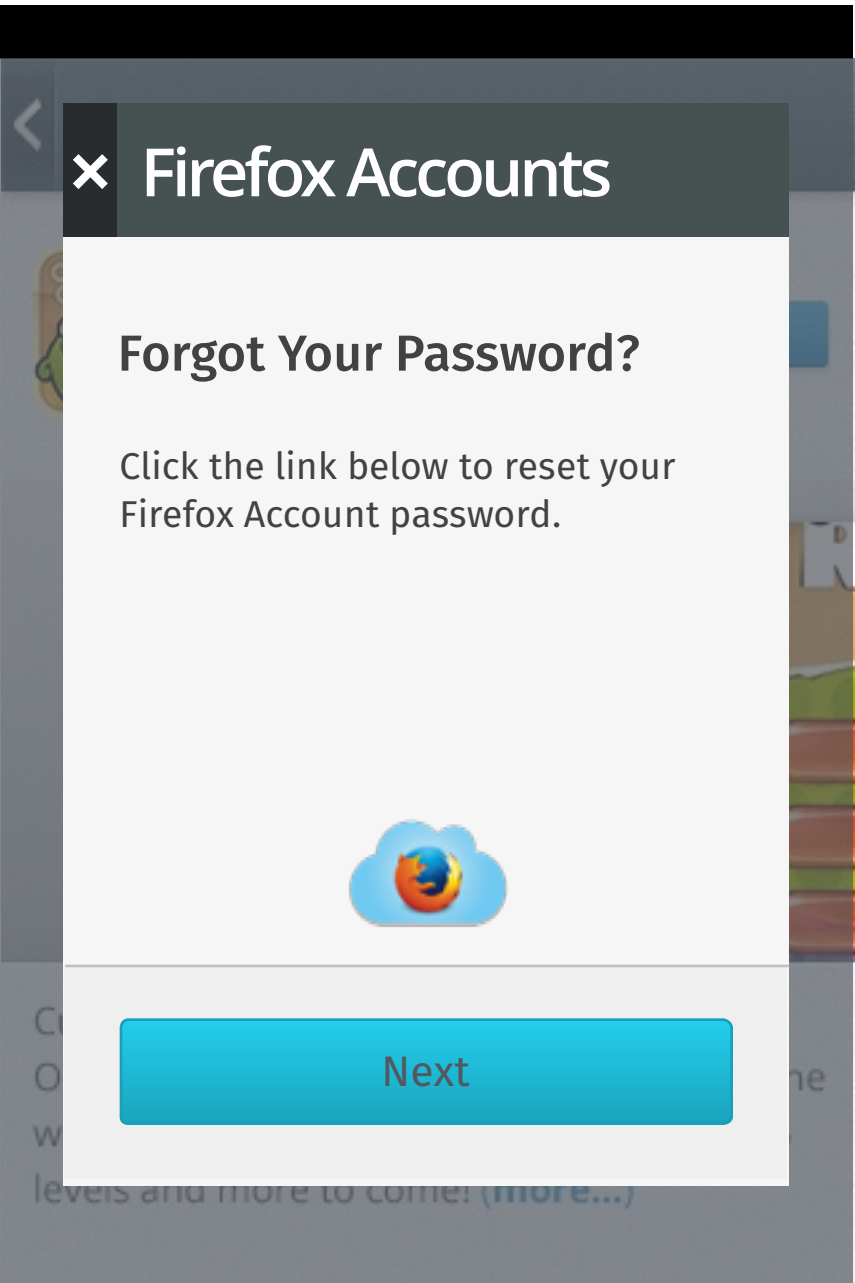 Firefox Accounts
Forgot Your Password?
Click the link below to reset your
Firefox Account password.
Next
levels and more to come! (more...)